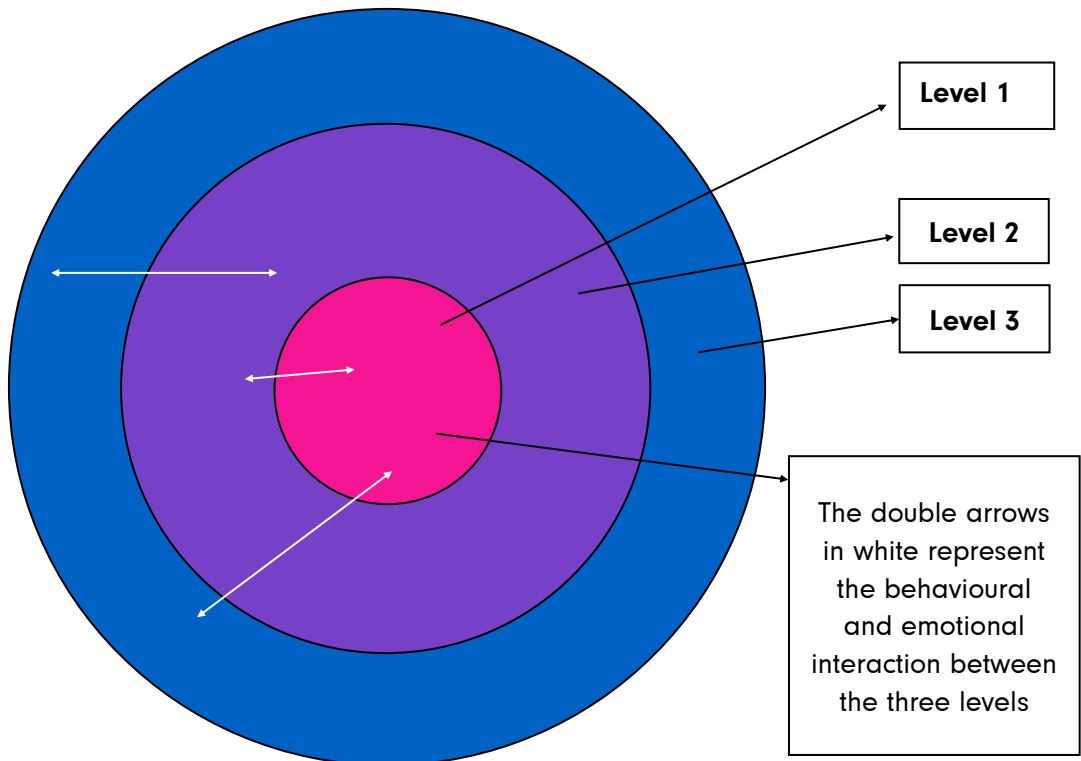 Level 1
Level 2
Level 3
The double arrows
in white represent
the behavioural
and emotional
interaction between
the three levels